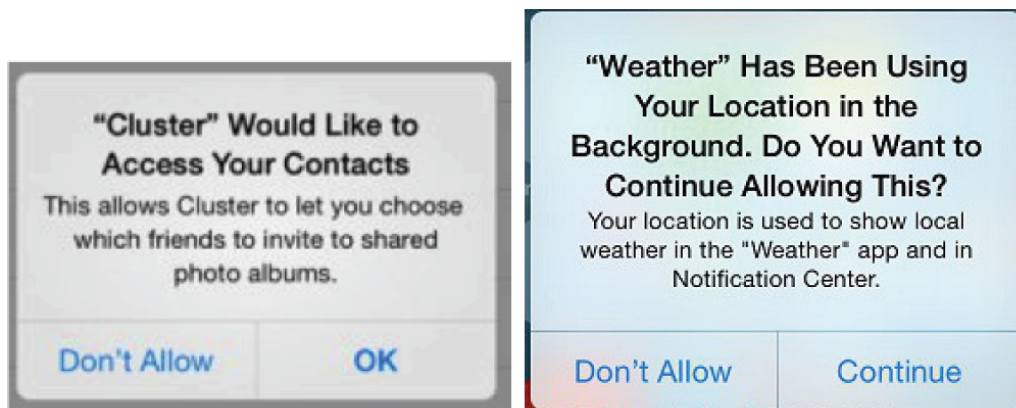 “Cluster” Would Like to
Access Your Contacts
This allows Cluster to let you choose
which friends to invite to shared
photo albums.
Don't Allow
OK
“Weather” Has Been Using
Your Location in the
Background. Do You Want to
Continue Allowing This?
Your location is used to show local
weather in the "Weather" app and in
Notification Center.
Don't Allow
Continue